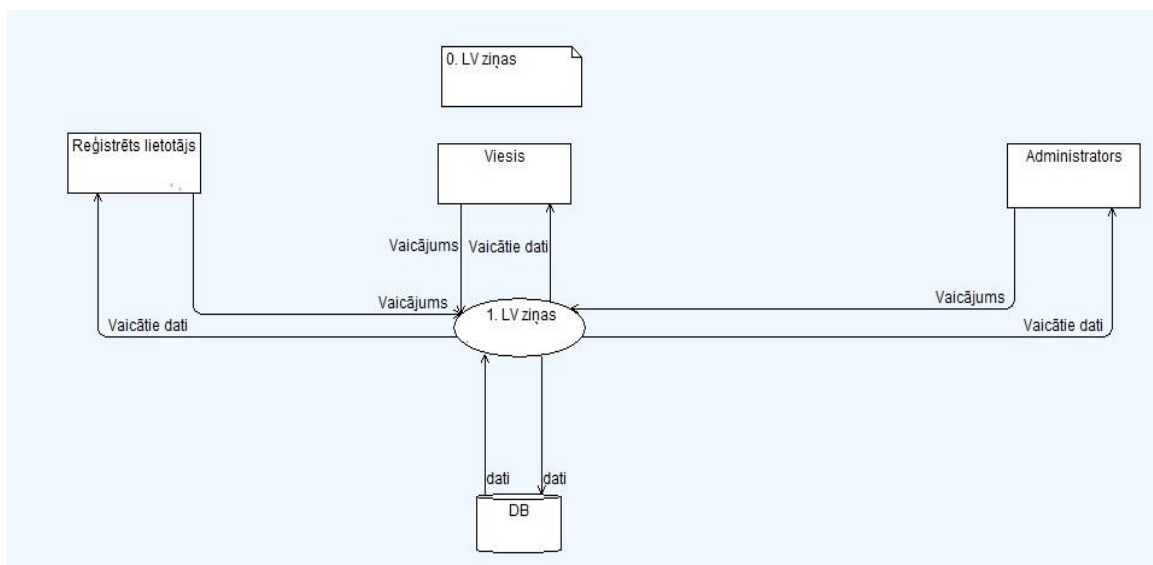 0. LV ziņas
Reģistrēts lietotājs
Viesis
Administrators
Vaicājums
Vaicātie dati
Vaicājums
Vaicājums
Vaicātie dati
1. LV ziņas
Vaicātie dati
dati
dati
DB